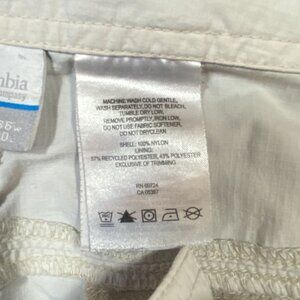 MACHINE WASH COLD GENTLE,
WASH SEPARATELY, DO NOT BLEACH,
TUMBLE DRY LOW,
REMOVE PROMPTLY, IRON LOW,
DO NOT USE FABRIC SOFTENER,
DO NOT DRYCLEAN
SHELL: 100% NYLON
LINING:
57% RECYCLED POLYESTER, 43% POLYESTER
EXCLUSIVE OF TRIMMING
RN 69724
CA 05367
mbia
ompany